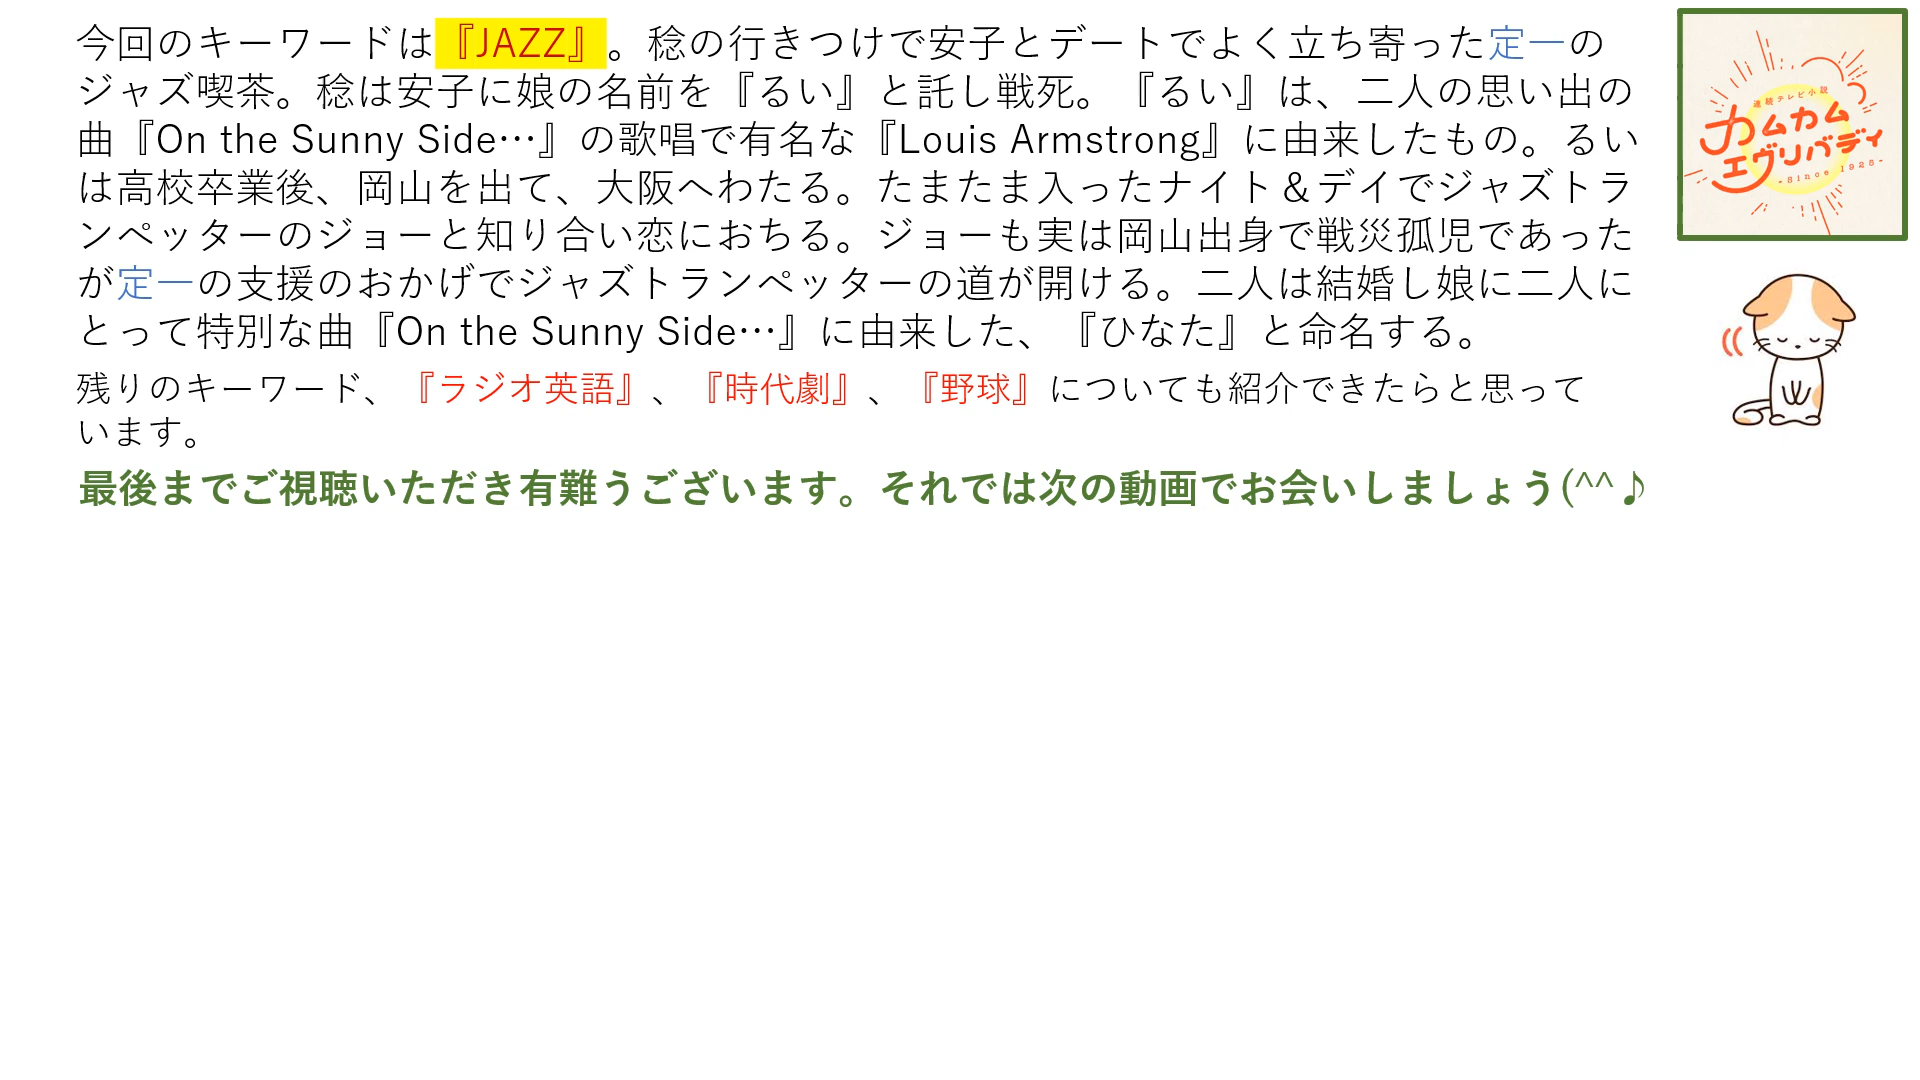 今回のキーワードは『JAZZ』。稔の行きつけで安子とデートでよく立ち寄った定一の
ジャズ喫茶。稔は安子に娘の名前を『るい』と託し戦死。『るい』は、二人の思い出の
曲『On the Sunny Side…』の歌唱で有名な『Louis Armstrong』に由来したもの。るい
は高校卒業後、岡山を出て、大阪へわたる。たまたま入ったナイト＆デイでジャズトラ
ンペッターのジョーと知り合い恋におちる。ジョーも実は岡山出身で戦災孤児であった
が定一の支援のおかげでジャズトランペッターの道が開ける。二人は結婚し娘に二人に
とって特別な曲『On the Sunny Side…』に由来した、『ひなた』と命名する。
残りのキーワード、『ラジオ英語』、『時代劇』、『野球』についても紹介できたらと思って
います。
最後までご視聴いただき有難うございます。それでは次の動画でお会いしましょう(^^♪
連続テレビ小説
カムカム
エヴリバデイ
-Since 1925-